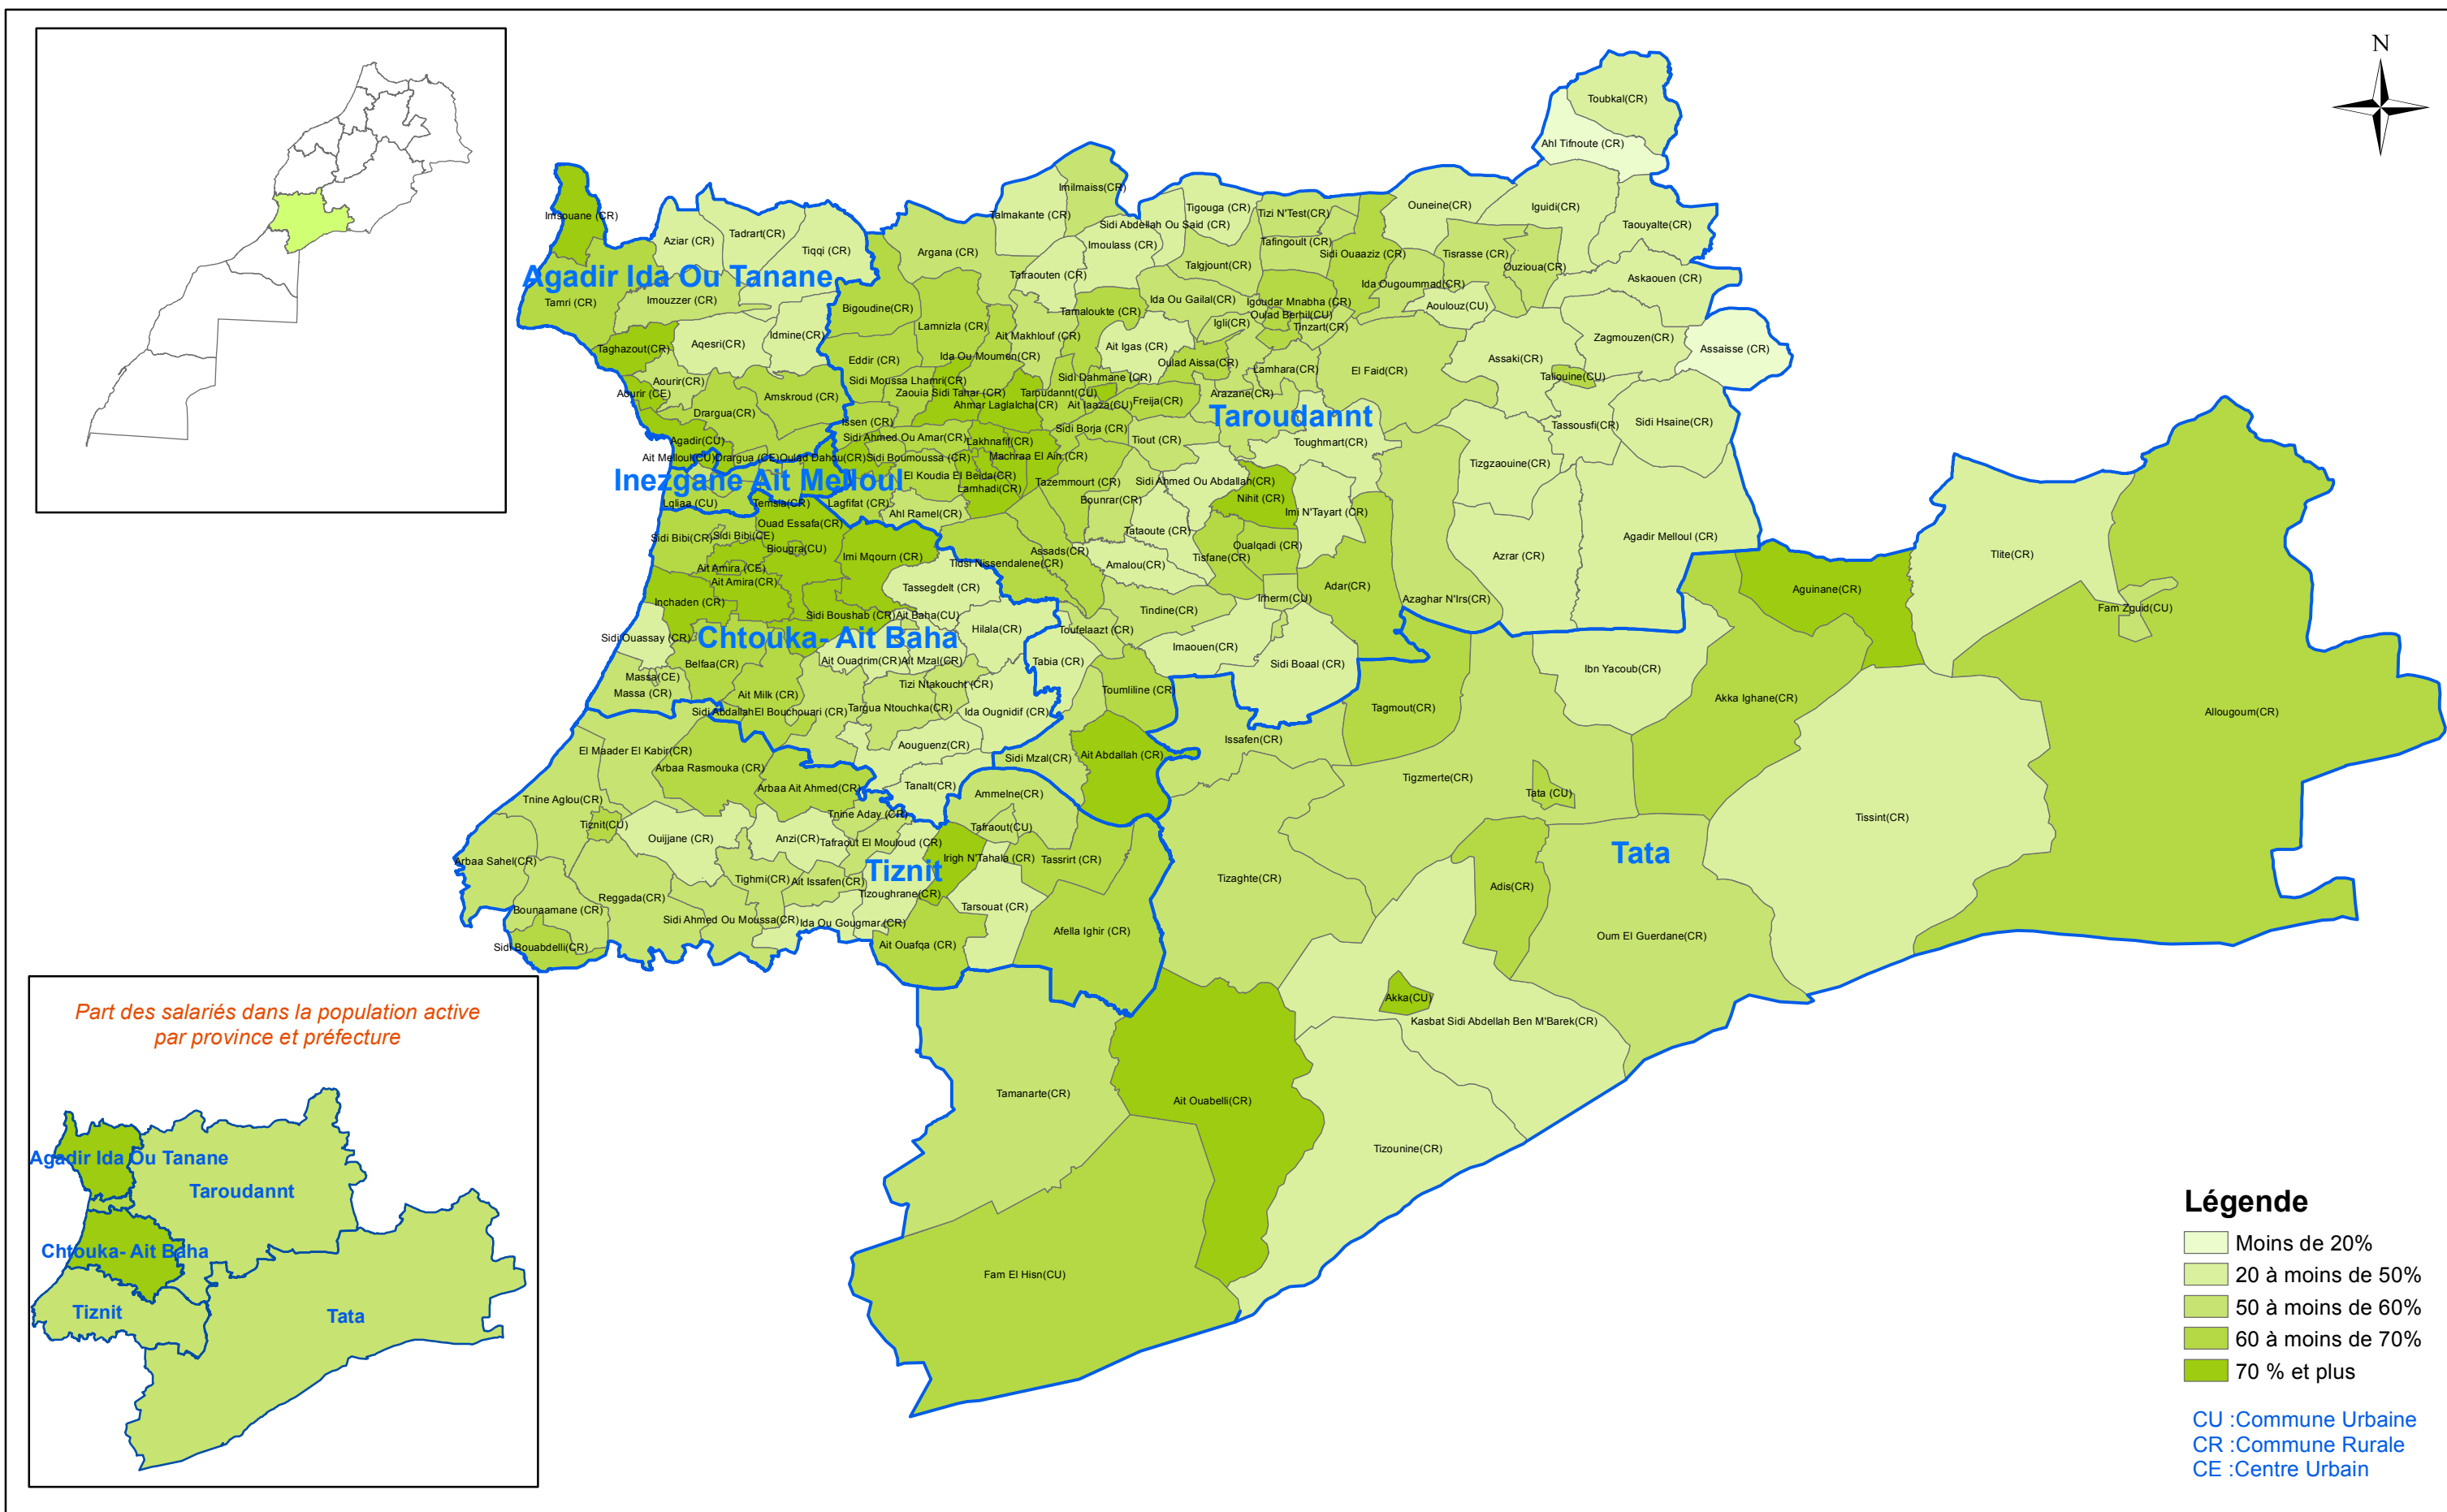 N
Toubkal(CR)
Ahl Tifnoute (CR)
Imilmaiss(CR)
Talmakante (CR)
Tigouga (CR)
Sidi Abdellah Ou Said (CR)
Tizi N'Test(CR)
Ouneine(CR)
Iguidi(CR)
Taouyalte(CR)
Imsouane (CR)
Aziar (CR)
Tadrart(CR)
Tiqqi (CR)
Argana (CR)
Imoulass (CR)
Tafingoult (CR)
Sidi Ouaaziz (CR)
Tisrasse (CR)
Ouzioua(CR)
Talgjount(CR)
Tafraouten (CR)
Askaouen (CR)
Agadir Ida Ou Tanane
Tamri (CR)
Imouzzer (CR)
Bigoudine(CR)
Ida Ou Gailal(CR)
Igoudar Mnabha (CR)
Ida Ougoummad(CR)
Aoulouz(CU)
Tamaloukte (CR)
Oulad Berhil(CU)
Lamnizla (CR)
Igli(CR)
Tinzart(CR)
Ait Makhlouf (CR)
Idmine(CR)
Aqesri(CR)
Taghazout(CR)
Ait Igas (CR)
Zagmouzen(CR)
Assaisse (CR)
Eddir (CR)
Ida Ou Moumen(CR)
Oulad Aissa(CR)
Lamhara(CR)
El Faid(CR)
Assaki(CR)
Taliouine(CU)
Aourir(CR)
Aourir (CE)
Amskroud (CR)
Sidi Moussa Lhamri(CR)
Sidi Dahmane (CR)
Zaouia Sidi Tahar (CR)
Taroudannt(CU)
Arazane(CR)
Ahmar Laglalcha(CR)
Ait Iaaza(CU)
Freija(CR)
Drargua(CR)
Issen (CR)
Taroudannt
Tassousfi(CR)
Sidi Hsaine(CR)
Agadir(CU)
Sidi Ahmed Ou Amar(CR)
Lakhnafif(CR)
Sidi Borja (CR)
Tiout (CR)
Toughmart(CR)
Ait Melloul(CU)
Drargua (CE)
Oulad Dahou(CR)
Sidi Boumoussa (CR)
Machraa El Ain (CR)
Tizgzaouine(CR)
Inezgane Ait Melloul
El Koudia El Beida(CR)
Lamhadi(CR)
Tazemmourt (CR)
Sidi Ahmed Ou Abdallah(CR)
Bounrar(CR)
Nihit (CR)
Imi N'Tayart (CR)
Lqliaa (CU)
Temsia(CR)
Lagfifat (CR)
Ahl Ramel(CR)
Ouad Essafa(CR)
Sidi Bibi(CR)
Sidi Bibi(CE)
Biougra(CU)
Imi Mqourn (CR)
Tataoute (CR)
Oualqadi (CR)
Tisfane(CR)
Assads(CR)
Tidsi Nissendalene(CR)
Amalou(CR)
Azrar (CR)
Agadir Melloul (CR)
Tlite(CR)
Ait Amira (CE)
Ait Amira(CR)
Tassegdelt (CR)
Adar(CR)
Irherm(CU)
Azaghar N'Irs(CR)
Aguinane(CR)
Fam Zguid(CU)
Inchaden (CR)
Sidi Boushab (CR)
Ait Baha(CU)
Tindine(CR)
Hilala(CR)
Toufelaazt (CR)
Sidi Ouassay (CR)
Chtouka- Ait Baha
Imaouen(CR)
Sidi Boaal (CR)
Ibn Yacoub(CR)
Belfaa(CR)
Ait Ouadrim(CR)
Ait Mzal(CR)
Tabia (CR)
Massa(CE)
Massa (CR)
Ait Milk (CR)
Tizi Ntakoucht (CR)
Toumliline (CR)
Akka Ighane(CR)
Allougoum(CR)
Sidi Abdallah El Bouchouari (CR)
Targua Ntouchka(CR)
Ida Ougnidif (CR)
Tagmout(CR)
Issafen(CR)
El Maader El Kabir(CR)
Aouguenz(CR)
Sidi Mzal(CR)
Ait Abdallah (CR)
Arbaa Rasmouka (CR)
Tigzmerte(CR)
Arbaa Ait Ahmed(CR)
Tanalt(CR)
Ammelne(CR)
Tata (CU)
Tnine Aglou(CR)
Tnine Aday (CR)
Tissint(CR)
Tiznit(CU)
Tafraout(CU)
Ouijjane (CR)
Anzi(CR)
Tafraout El Mouloud (CR)
Tata
Arbaa Sahel(CR)
Irigh N'Tahala (CR)
Tassrirt (CR)
Tiznit
Tizaghte(CR)
Adis(CR)
Tighmi(CR)
Ait Issafen(CR)
Reggada(CR)
Tizoughrane(CR)
Tarsouat (CR)
Bounaamane (CR)
Sidi Ahmed Ou Moussa(CR)
Ida Ou Gougmar (CR)
Afella Ighir (CR)
Oum El Guerdane(CR)
Sidi Bouabdelli(CR)
Ait Ouafqa (CR)
Akka(CU)
Kasbat Sidi Abdellah Ben M'Barek(CR)
Tamanarte(CR)
Ait Ouabelli(CR)
Tizounine(CR)
Fam El Hisn(CU)
Part des salariés dans la population active
par province et préfecture
Agadir Ida Ou Tanane
Taroudannt
Chtouka- Ait Baha
Tiznit
Tata
Légende
Moins de 20%
20 à moins de 50%
50 à moins de 60%
60 à moins de 70%
70 % et plus
CU :Commune Urbaine
CR :Commune Rurale
CE :Centre Urbain